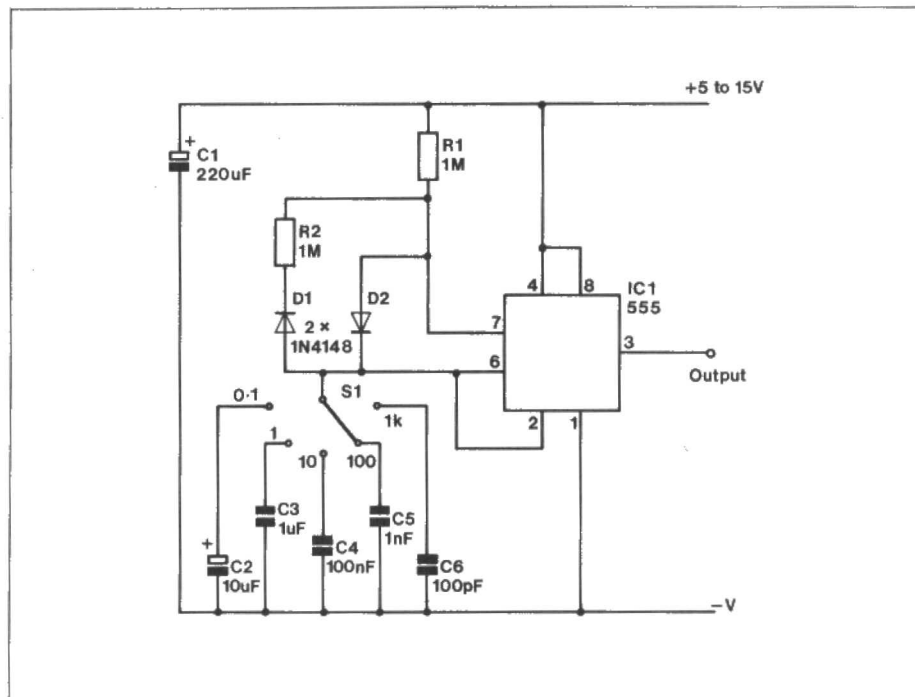 +5 to 15V
R1
1M
+
C1
220uF
R2
1M
D1
D2
2 ×
1N4148
4
8
IC1
555
7
3
6
Output
S1
2
1
0·1
1k
1
10
100
C3
1uF
C5
1nF
C4
100nF
+
C2
10uF
C6
100pF
−V